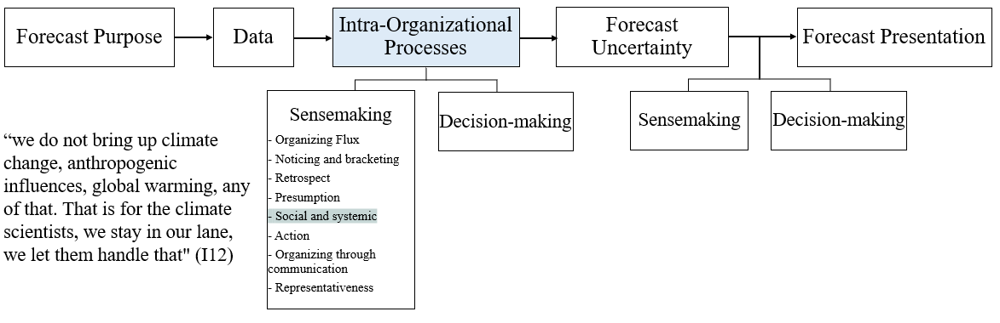 Forecast Purpose
Data
Intra-Organizational
Processes
Forecast
Uncertainty
Forecast Presentation
Sensemaking
- Organizing Flux
- Noticing and bracketing
- Retrospect
- Presumption
- Social and systemic
- Action
- Organizing through
communication
- Representativeness
Decision-making
Sensemaking
Decision-making
“we do not bring up climate
change, anthropogenic
influences, global warming, any
of that. That is for the climate
scientists, we stay in our lane,
we let them handle that" (I12)